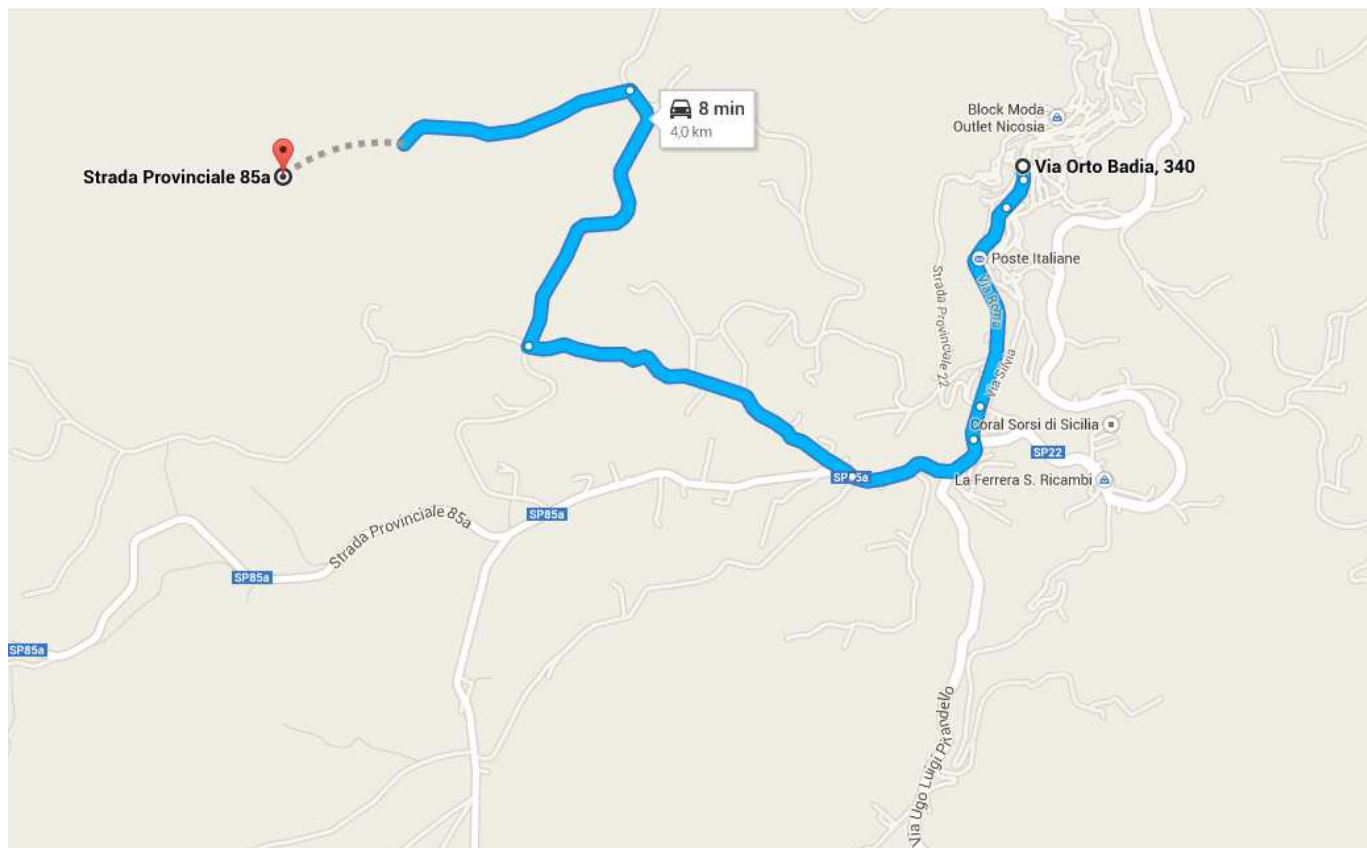 8 min
4,0 km
Block Moda
Outlet Nicosia
Via Orto Badia, 340
Strada Provinciale 85a
Poste Italiane
Via Roma
Strada Provinciale 22
Via Silvia
Coral Sorsi di Sicilia
SP22
La Ferrera S. Ricambi
SP85a
SP85a
Strada Provinciale 85a
SP85a
SP85a
Via Ugo Luigi Pirandello